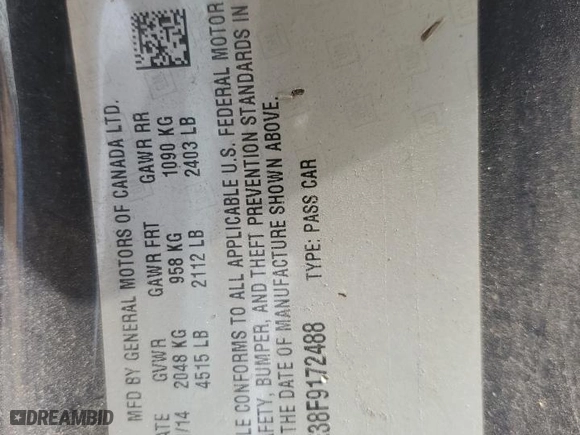 MFD BY GENERAL MOTORS OF CANADA LTD.
ATE GVWR GAWR FRT GAWR RR
/14 2048 KG 958 KG 1090 KG
4515 LB 2112 LB 2403 LB
LE CONFORMS TO ALL APPLICABLE U.S. FEDERAL MOTOR
AFETY, BUMPER, AND THEFT PREVENTION STANDARDS IN
THE DATE OF MANUFACTURE SHOWN ABOVE.
38F9172488 TYPE: PASS CAR
DREAMBID